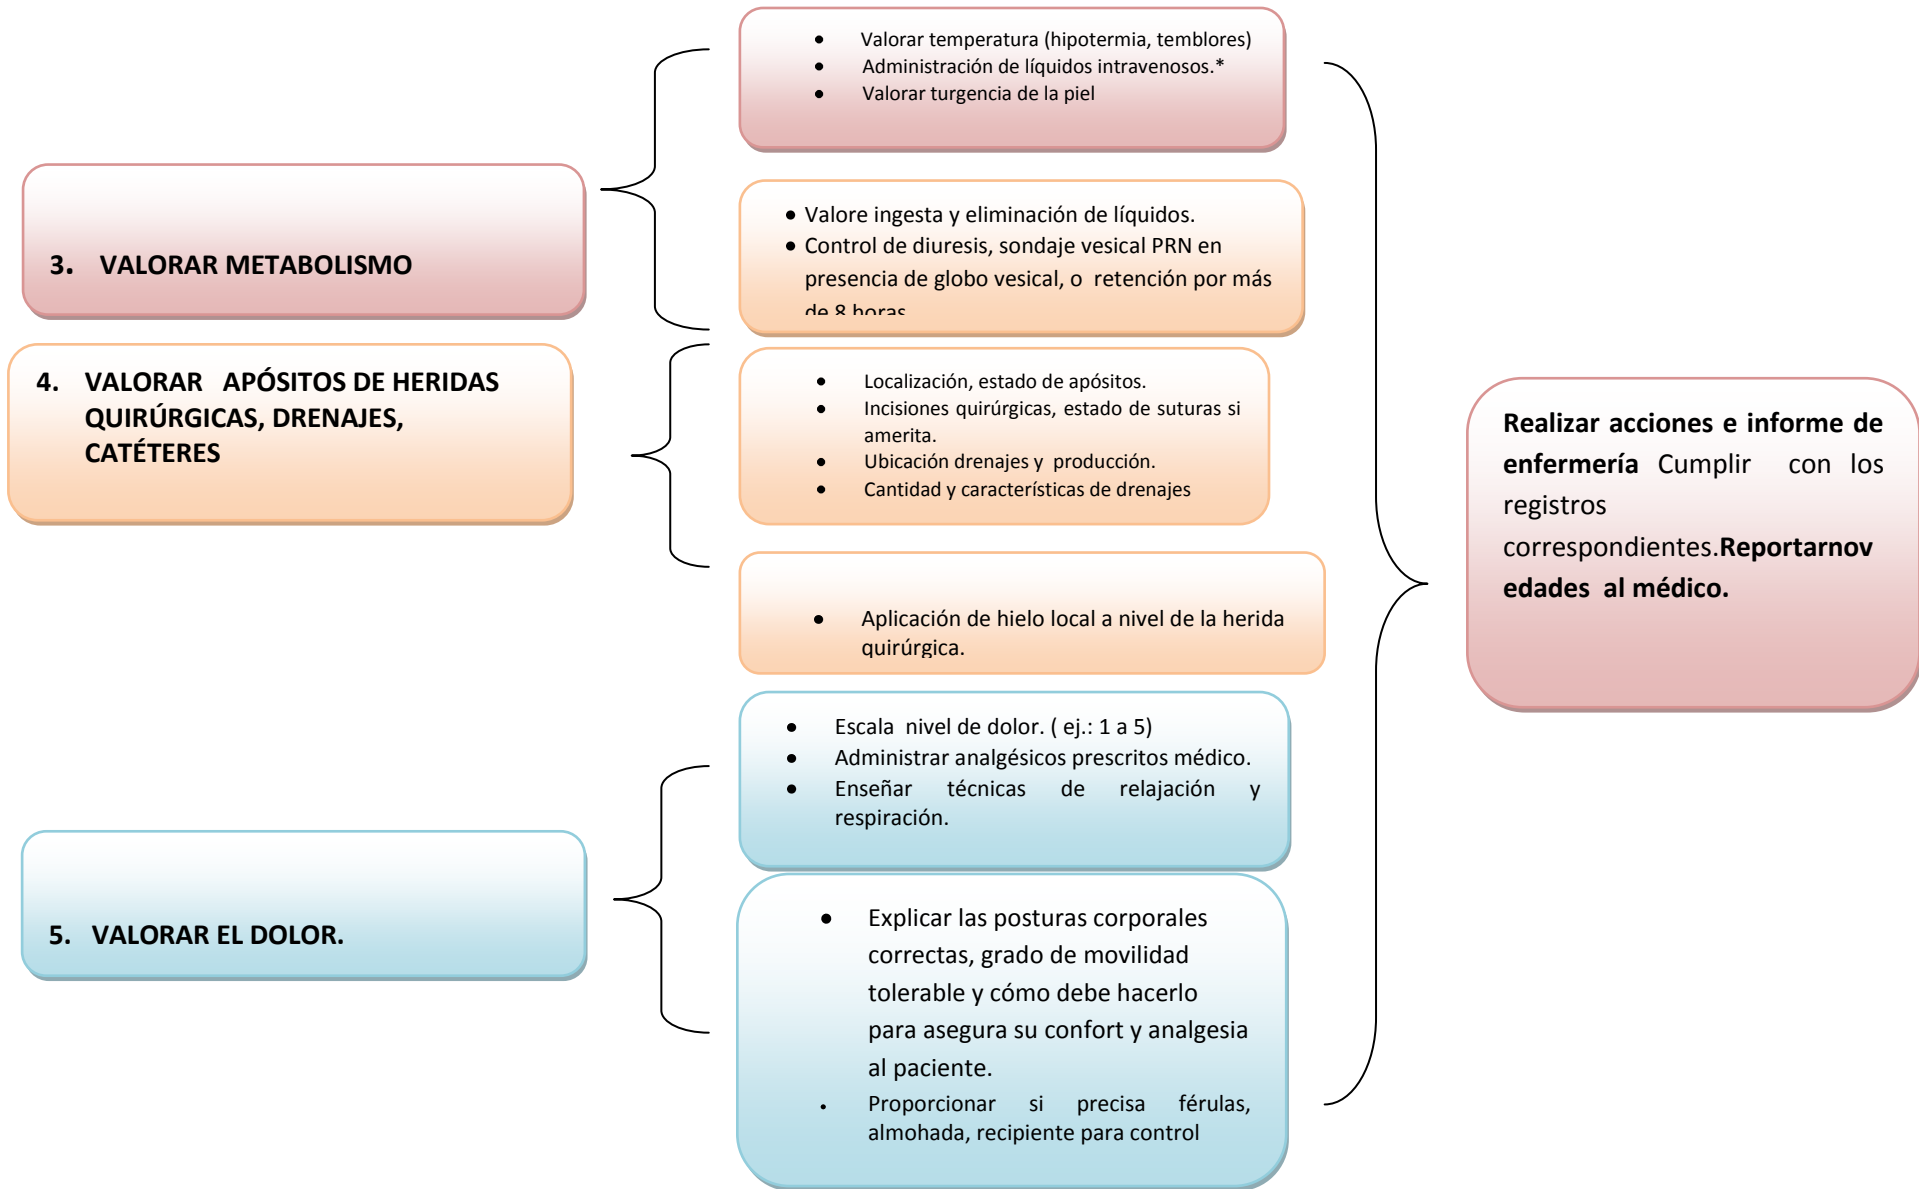 • Valorar temperatura (hipotermia, temblores)
• Administración de líquidos intravenosos.*
• Valorar turgencia de la piel
3. VALORAR METABOLISMO
• Valore ingesta y eliminación de líquidos.
• Control de diuresis, sondaje vesical PRN en
presencia de globo vesical, o retención por más
de 8 horas
4. VALORAR APÓSITOS DE HERIDAS
QUIRÚRGICAS, DRENAJES,
CATÉTERES
• Localización, estado de apósitos.
• Incisiones quirúrgicas, estado de suturas si
amerita.
• Ubicación drenajes y producción.
• Cantidad y características de drenajes
• Aplicación de hielo local a nivel de la herida
quirúrgica.
5. VALORAR EL DOLOR.
• Escala nivel de dolor. ( ej.: 1 a 5)
• Administrar analgésicos prescritos médico.
• Enseñar técnicas de relajación y
respiración.
• Explicar las posturas corporales
correctas, grado de movilidad
tolerable y cómo debe hacerlo
para asegura su confort y analgesia
al paciente.
• Proporcionar si precisa férulas,
almohada, recipiente para control
Realizar acciones e informe de
enfermería Cumplir con los
registros
correspondientes.Reportarnov
edades al médico.